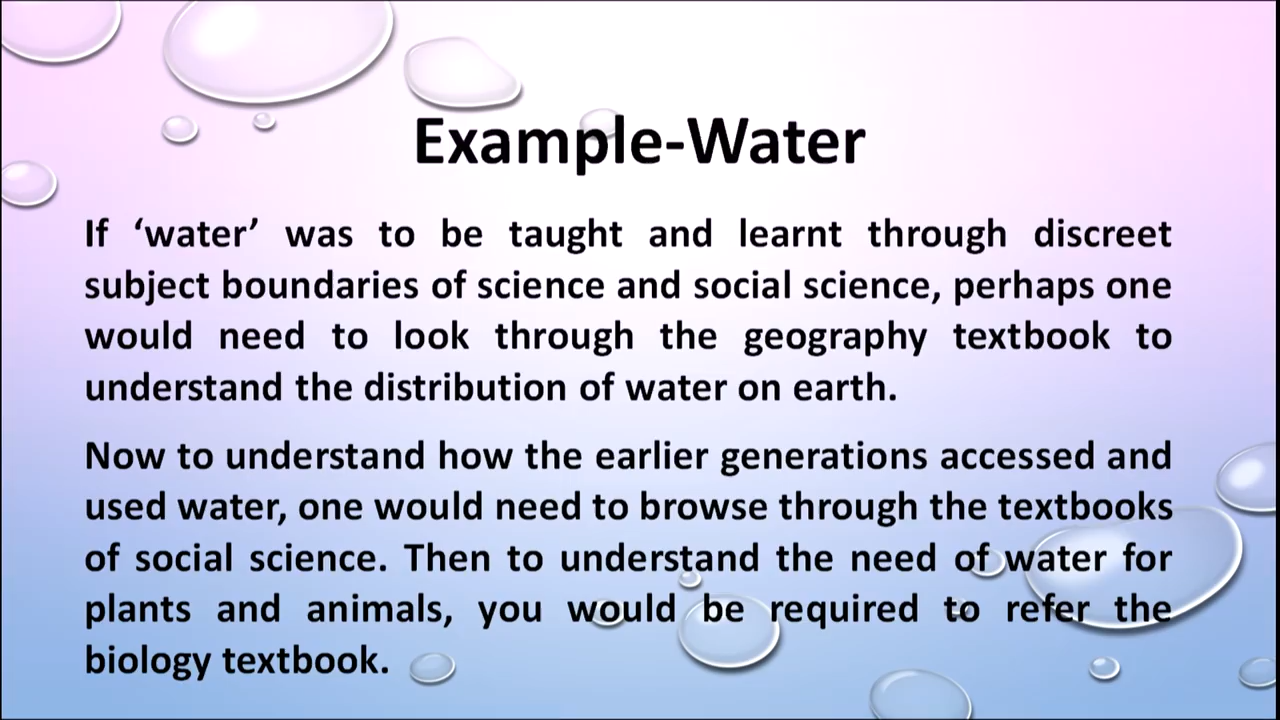 Example-Water
If ‘water’ was to be taught and learnt through discreet
subject boundaries of science and social science, perhaps one
would need to look through the geography textbook to
understand the distribution of water on earth.
Now to understand how the earlier generations accessed and
used water, one would need to browse through the textbooks
of social science. Then to understand the need of water for
plants and animals, you would be required to refer the
biology textbook.